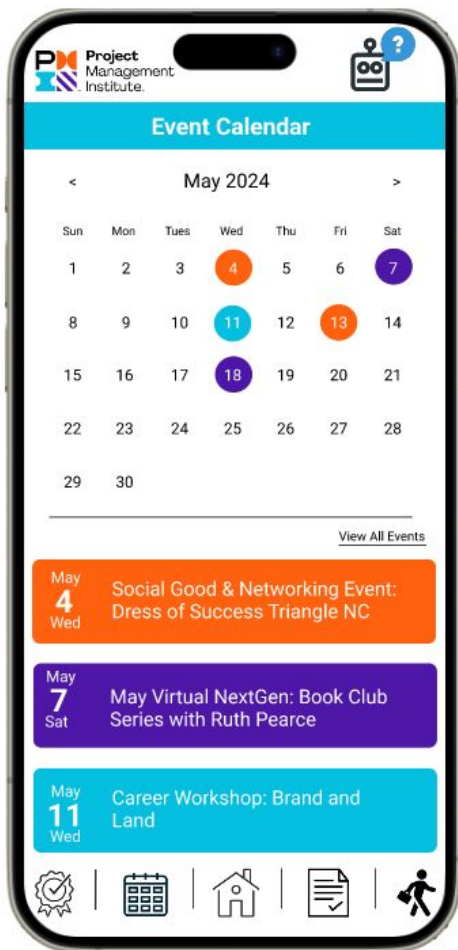 Project
Management
Institute.
?
Event Calendar
< May 2024 >
Sun Mon Tues Wed Thu Fri Sat
1 2 3 4 5 6 7
8 9 10 11 12 13 14
15 16 17 18 19 20 21
22 23 24 25 26 27 28
29 30
View All Events
May
4
Wed
Social Good & Networking Event:
Dress of Success Triangle NC
May
7
Sat
May Virtual NextGen: Book Club
Series with Ruth Pearce
May
11
Wed
Career Workshop: Brand and
Land